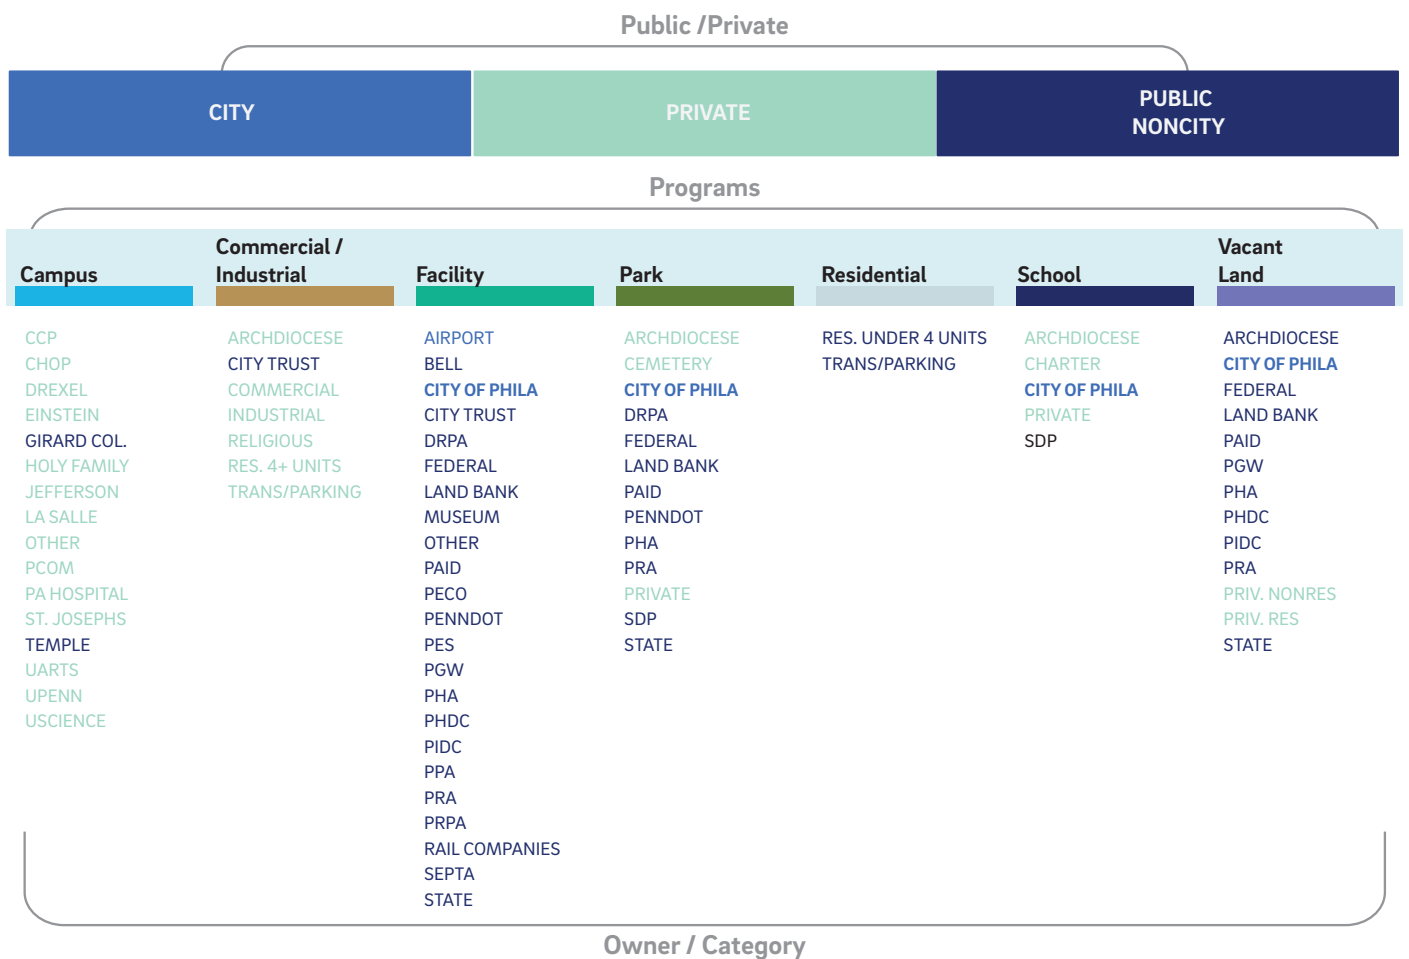 Public /Private
CITY
PRIVATE
PUBLIC
NONCITY
Programs
Campus
Commercial /
Industrial
Facility
Park
Residential
School
Vacant
Land
CCP
CHOP
DREXEL
EINSTEIN
GIRARD COL.
HOLY FAMILY
JEFFERSON
LA SALLE
OTHER
PCOM
PA HOSPITAL
ST. JOSEPHS
TEMPLE
UARTS
UPENN
USCIENCE
ARCHDIOCESE
CITY TRUST
COMMERCIAL
INDUSTRIAL
RELIGIOUS
RES. 4+ UNITS
TRANS/PARKING
AIRPORT
BELL
CITY OF PHILA
CITY TRUST
DRPA
FEDERAL
LAND BANK
MUSEUM
OTHER
PAID
PECO
PENNDOT
PES
PGW
PHA
PHDC
PIDC
PPA
PRA
PRPA
RAIL COMPANIES
SEPTA
STATE
ARCHDIOCESE
CEMETERY
CITY OF PHILA
DRPA
FEDERAL
LAND BANK
PAID
PENNDOT
PHA
PRA
PRIVATE
SDP
STATE
RES. UNDER 4 UNITS
TRANS/PARKING
ARCHDIOCESE
CHARTER
CITY OF PHILA
PRIVATE
SDP
ARCHDIOCESE
CITY OF PHILA
FEDERAL
LAND BANK
PAID
PGW
PHA
PHDC
PIDC
PRA
PRIV. NONRES
PRIV. RES
STATE
Owner / Category